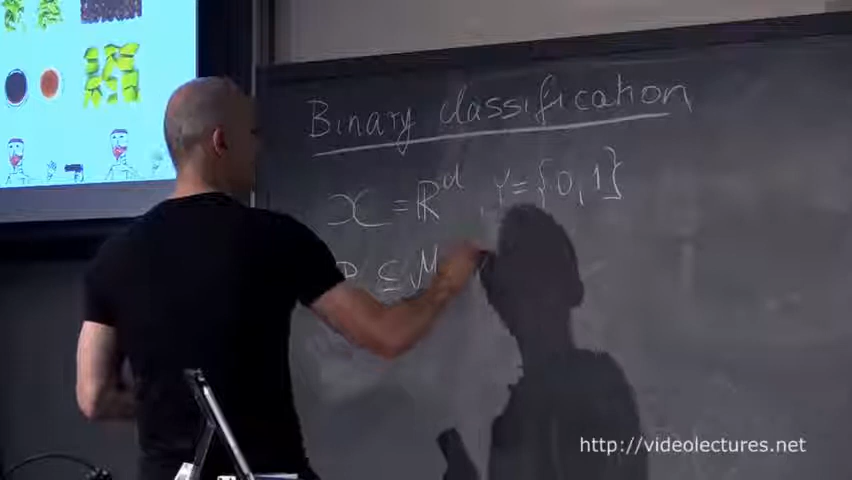 Binary classification
X = R^d, Y = {0, 1}
P ⊆ M
http://videolectures.net